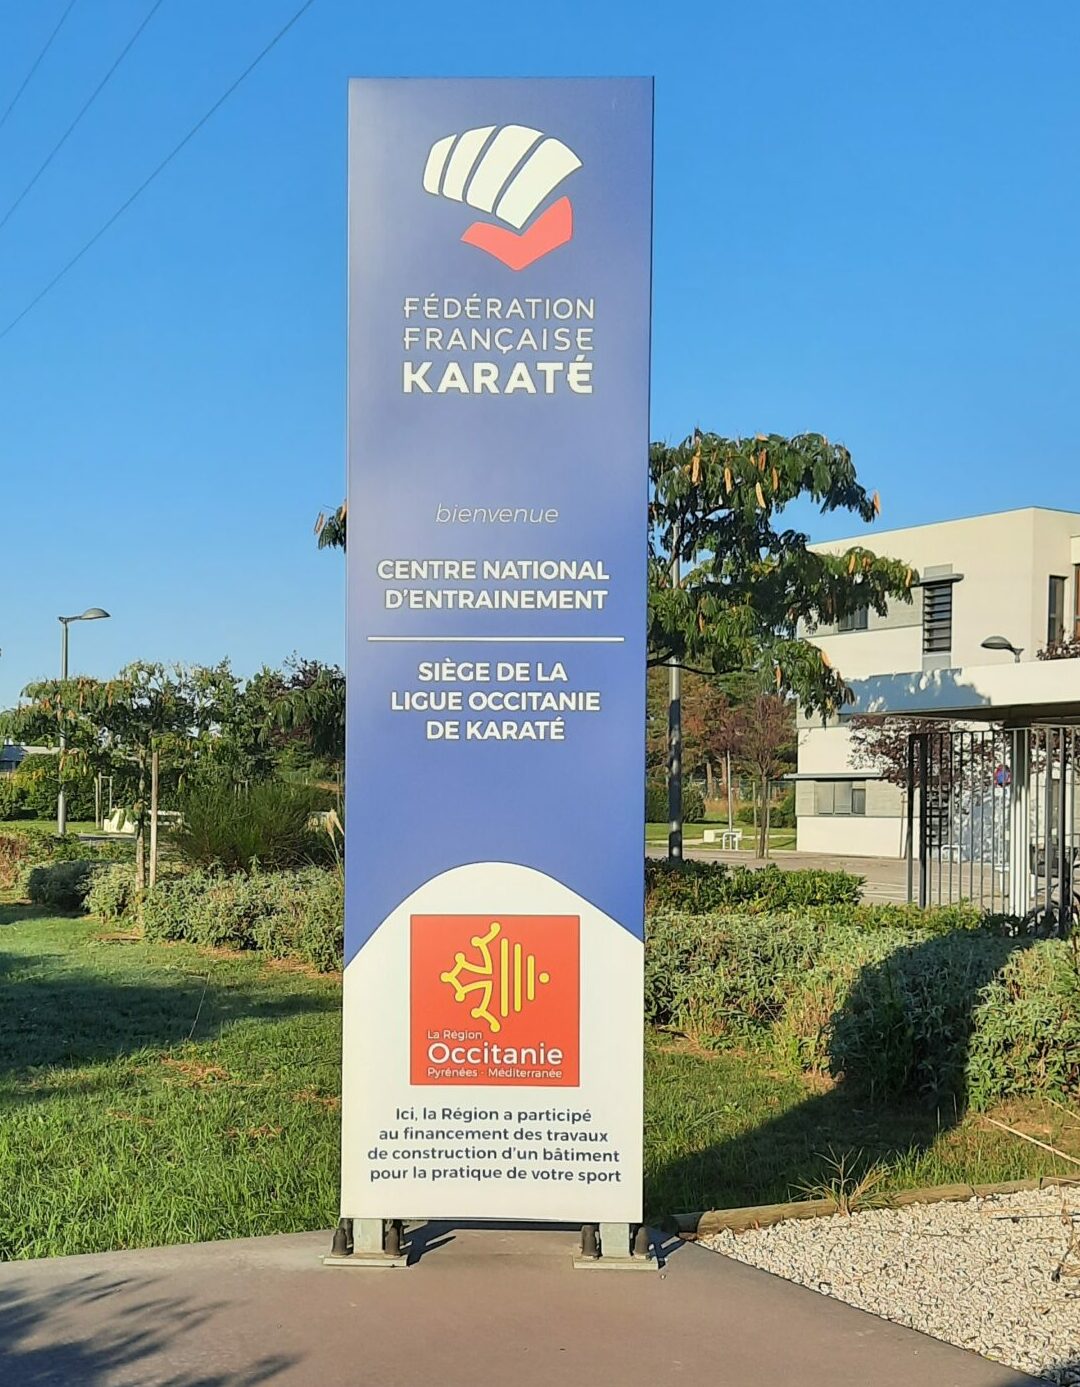 FÉDÉRATION
FRANÇAISE
KARATÉ
bienvenue
CENTRE NATIONAL
D'ENTRAINEMENT
SIÈGE DE LA
LIGUE OCCITANIE
DE KARATÉ
La Région
Occitanie
Pyrénées - Méditerranée
Ici, la Région a participé
au financement des travaux
de construction d'un bâtiment
pour la pratique de votre sport